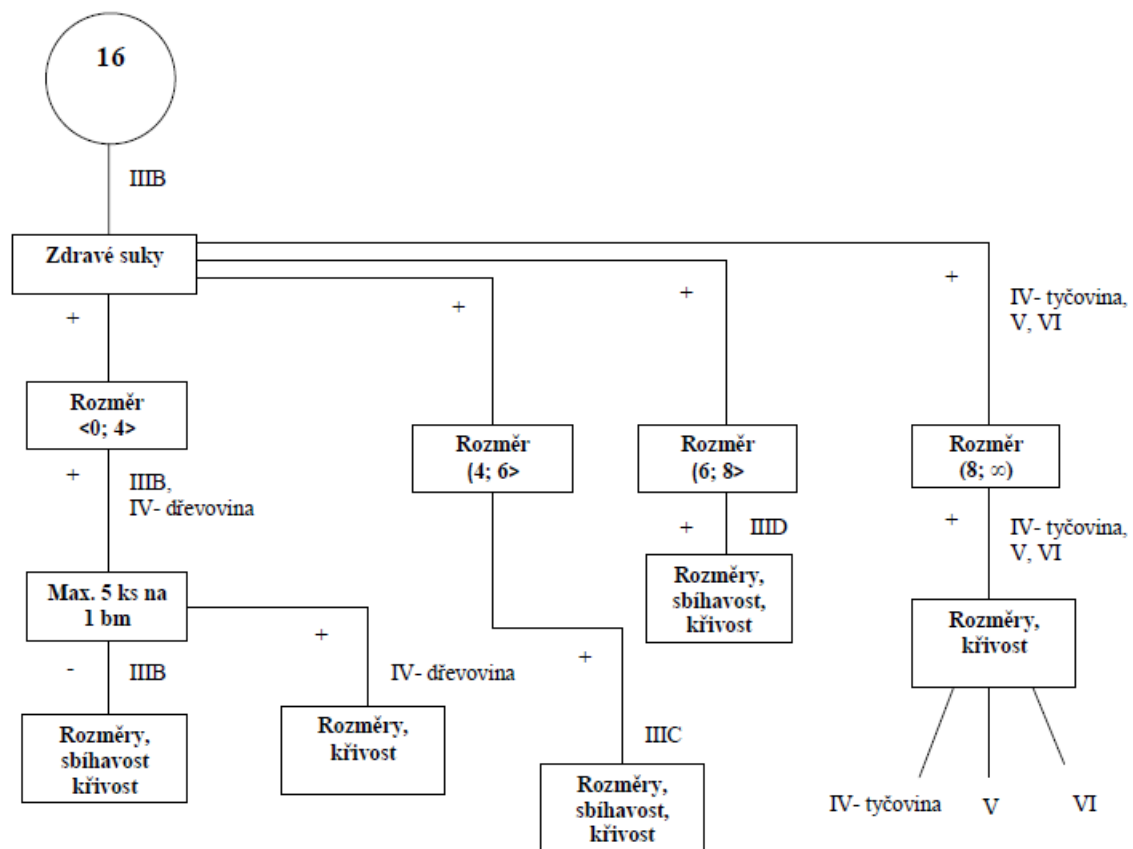 16
IIIB
Zdravé suky
+
+
+
+
IV- tyčovina,
V, VI
Rozměr
<0; 4>
Rozměr
(4; 6>
Rozměr
(6; 8>
Rozměr
(8; ∞)
+
IIIB,
IV- dřevovina
+
IIID
+
IV- tyčovina,
V, VI
Max. 5 ks na
1 bm
Rozměry,
sbíhavost,
křivost
Rozměry,
křivost
-
IIIB
+
IV- dřevovina
+
IIIC
Rozměry,
sbíhavost
křivost
Rozměry,
křivost
Rozměry,
sbíhavost,
křivost
IV- tyčovina
V
VI